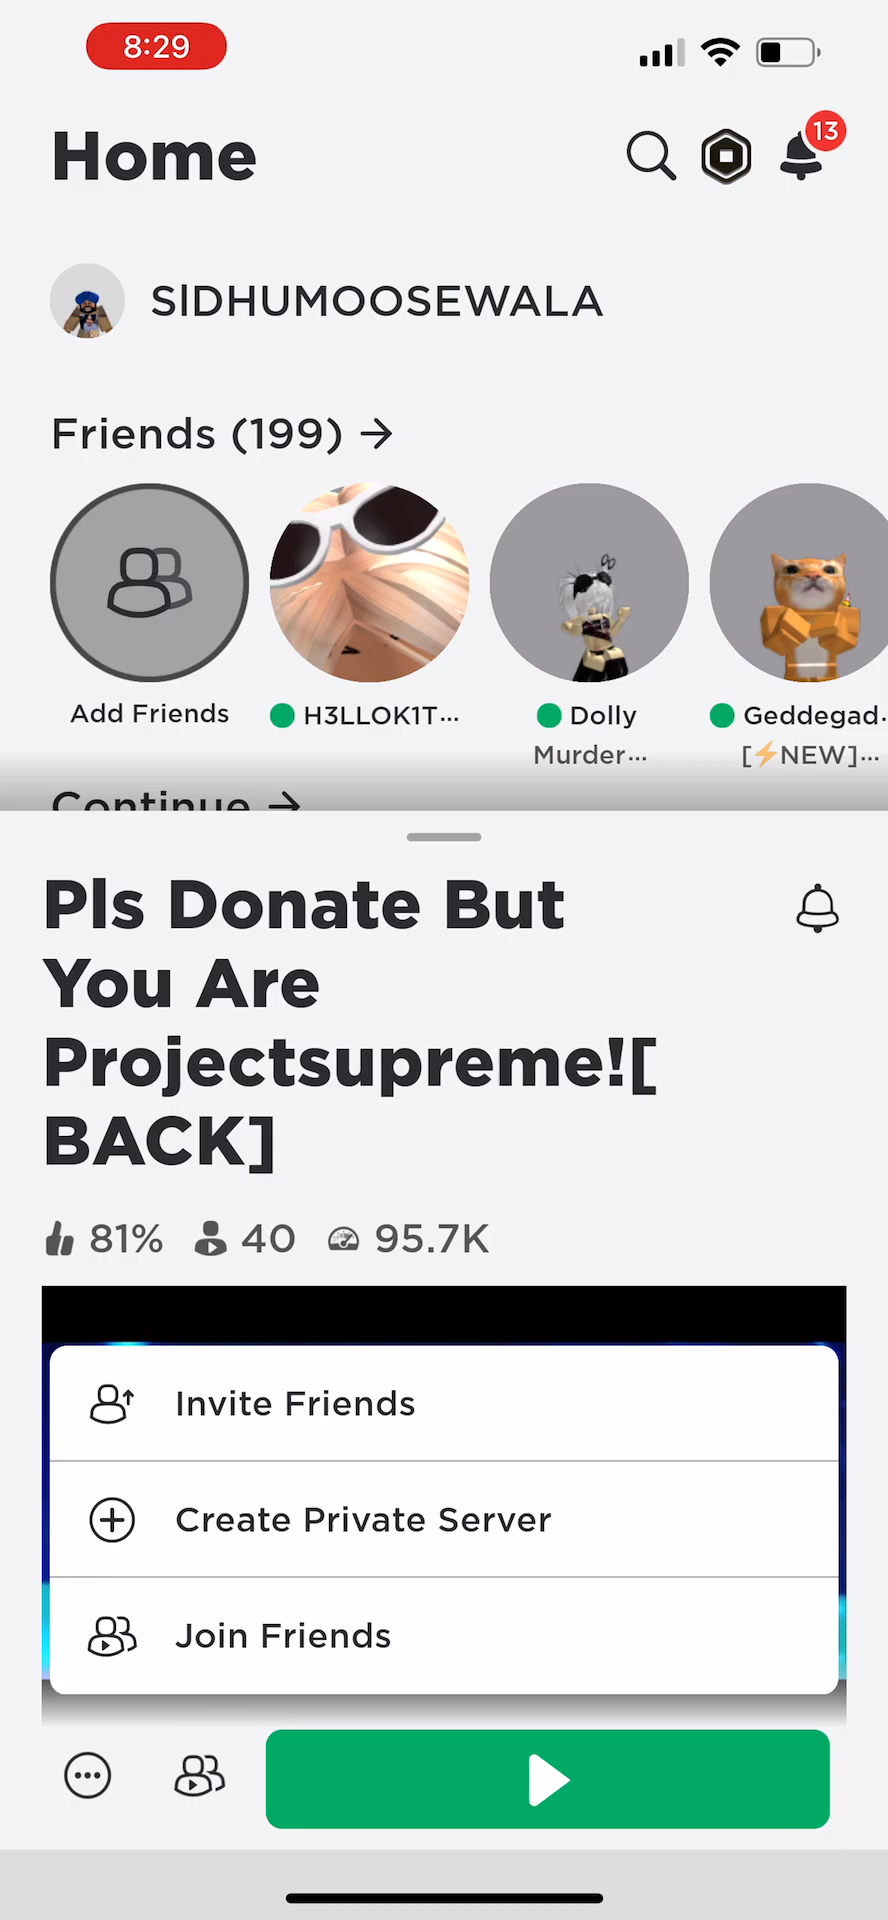 8:29
Home
13
SIDHUMOOSEWALA
Friends (199) →
Add Friends
H3LLOK1T...
Dolly
Murder...
Geddegad.
[⚡NEW]...
Continue →
Pls Donate But
You Are
Projectsupreme![
BACK]
81%
40
95.7K
Invite Friends
Create Private Server
Join Friends